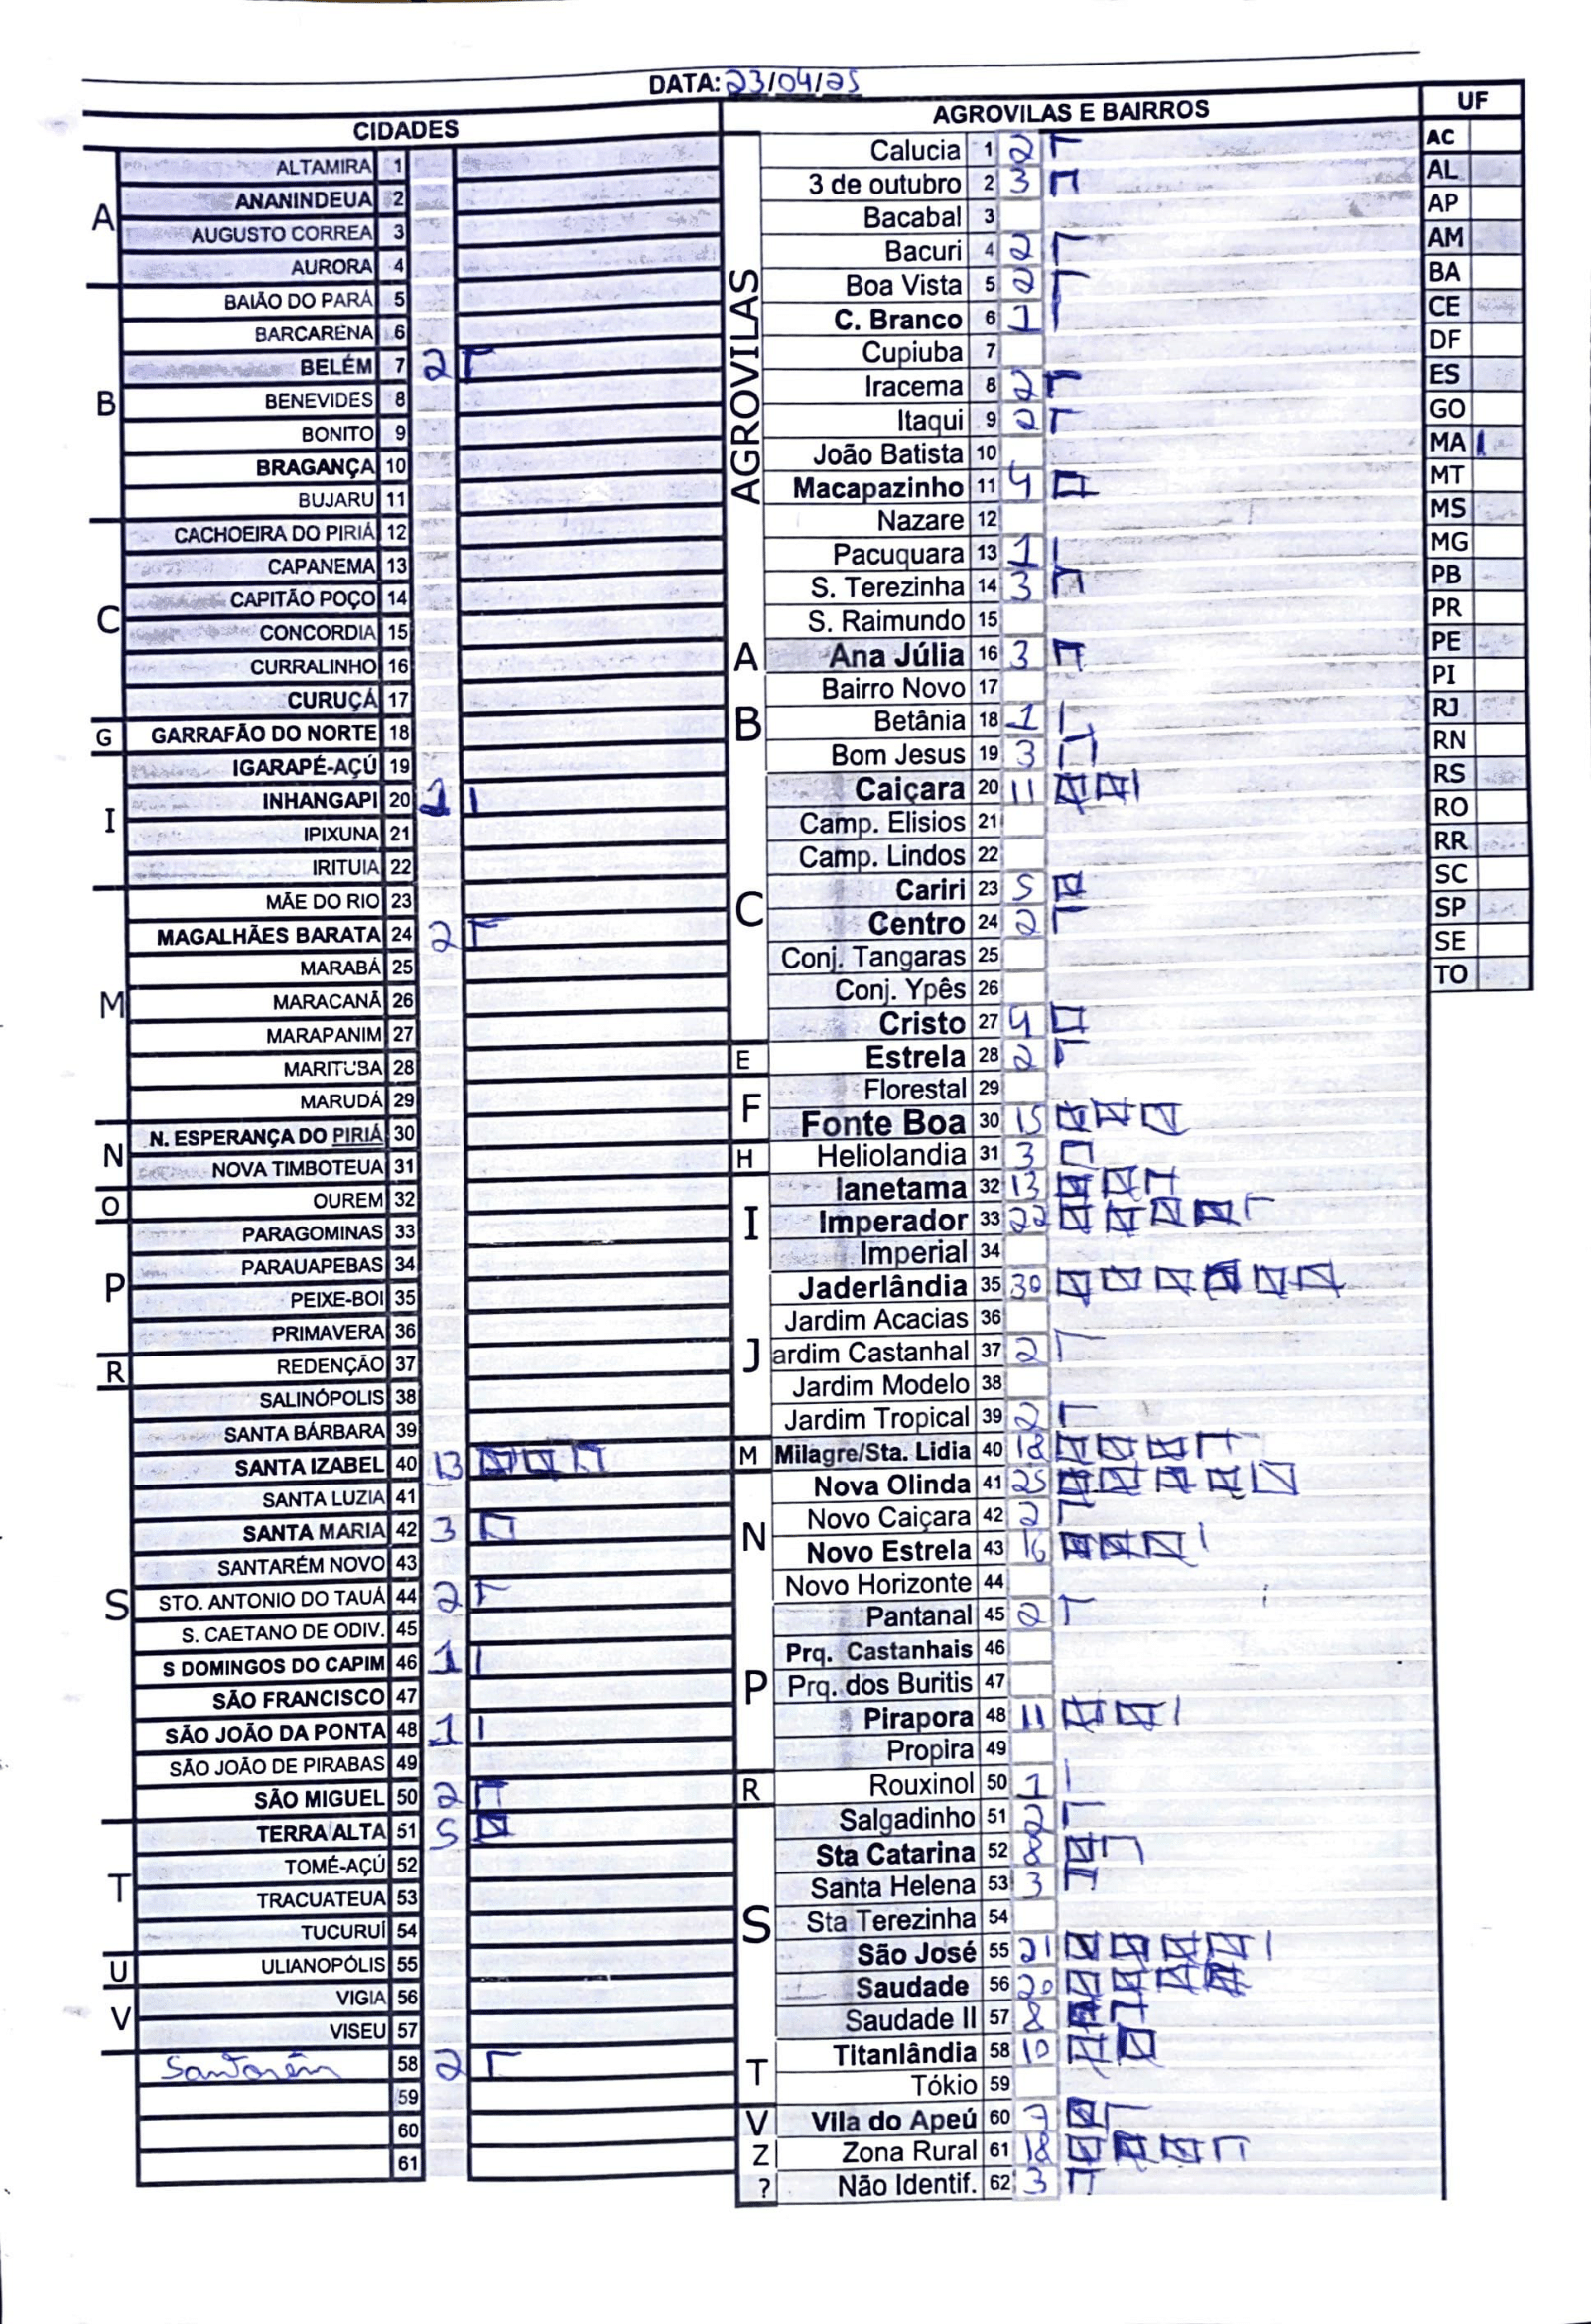 DATA: 23/04/25
CIDADES
A
ALTAMIRA 1
ANANINDEUA 2
AUGUSTO CORREA 3
AURORA 4
B
BAIÃO DO PARÁ 5
BARCARENA 6
BELÉM 7 2
BENEVIDES 8
BONITO 9
BRAGANÇA 10
BUJARU 11
C
CACHOEIRA DO PIRIÁ 12
CAPANEMA 13
CAPITÃO POÇO 14
CONCORDIA 15
CURRALINHO 16
CURUÇÁ 17
G
GARRAFÃO DO NORTE 18
I
IGARAPÉ-AÇÚ 19
INHANGAPI 20 1
IPIXUNA 21
IRITUIA 22
M
MÃE DO RIO 23
MAGALHÃES BARATA 24 2
MARABÁ 25
MARACANÃ 26
MARAPANIM 27
MARITUBA 28
MARUDÁ 29
N
N. ESPERANÇA DO PIRIÁ 30
NOVA TIMBOTEUA 31
O
OUREM 32
P
PARAGOMINAS 33
PARAUAPEBAS 34
PEIXE-BOI 35
PRIMAVERA 36
R
REDENÇÃO 37
S
SALINÓPOLIS 38
SANTA BÁRBARA 39
SANTA IZABEL 40 13
SANTA LUZIA 41
SANTA MARIA 42 3
SANTARÉM NOVO 43
STO. ANTONIO DO TAUÁ 44 2
S. CAETANO DE ODIV. 45
S DOMINGOS DO CAPIM 46 1
SÃO FRANCISCO 47
SÃO JOÃO DA PONTA 48 1
SÃO JOÃO DE PIRABAS 49
SÃO MIGUEL 50 2
T
TERRA ALTA 51 5
TOMÉ-AÇÚ 52
TRACUATEUA 53
TUCURUÍ 54
U
ULIANOPÓLIS 55
V
VIGIA 56
VISEU 57
Santarém 58 2
59
60
61
AGROVILAS E BAIRROS
AGROVILAS
Calucia 1 2
3 de outubro 2 3
Bacabal 3
Bacuri 4 2
Boa Vista 5 2
C. Branco 6 1
Cupiuba 7
Iracema 8 2
Itaqui 9 2
João Batista 10
Macapazinho 11 4
Nazare 12
Pacuquara 13 1
S. Terezinha 14 3
S. Raimundo 15
A
Ana Júlia 16 3
B
Bairro Novo 17
Betânia 18 1
Bom Jesus 19 3
C
Caiçara 20 11
Camp. Elisios 21
Camp. Lindos 22
Cariri 23 5
Centro 24 2
Conj. Tangaras 25
Conj. Ypês 26
Cristo 27 4
E
Estrela 28 2
F
Florestal 29
Fonte Boa 30 15
H
Heliolandia 31 3
I
Ianetama 32 13
Imperador 33 22
Imperial 34
J
Jaderlândia 35 30
Jardim Acacias 36
ardim Castanhal 37 2
Jardim Modelo 38
Jardim Tropical 39 2
M
Milagre/Sta. Lidia 40 18
N
Nova Olinda 41 25
Novo Caiçara 42 2
Novo Estrela 43 16
Novo Horizonte 44
P
Pantanal 45 2
Prq. Castanhais 46
Prq. dos Buritis 47
Pirapora 48 11
Propira 49
R
Rouxinol 50 1
S
Salgadinho 51 2
Sta Catarina 52 8
Santa Helena 53 3
Sta Terezinha 54
São José 55 21
Saudade 56 20
Saudade II 57 8
T
Titanlândia 58 10
Tókio 59
V
Vila do Apeú 60 7
Z
Zona Rural 61 18
?
Não Identif. 62 3
UF
AC
AL
AP
AM
BA
CE
DF
ES
GO
MA 1
MT
MS
MG
PB
PR
PE
PI
RJ
RN
RS
RO
RR
SC
SP
SE
TO